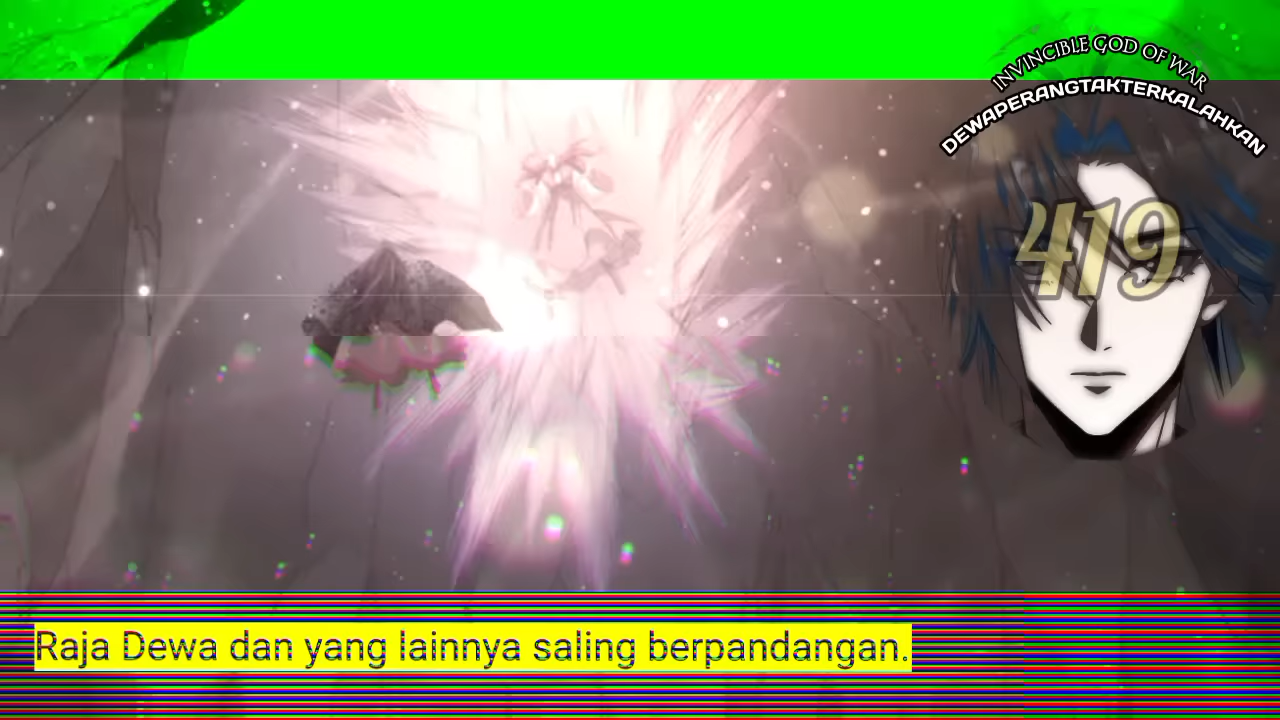 INVINCIBLE GOD OF WAR
DEWAPERANGTAKTERKALAHKAN
419
Raja Dewa dan yang lainnya saling berpandangan.